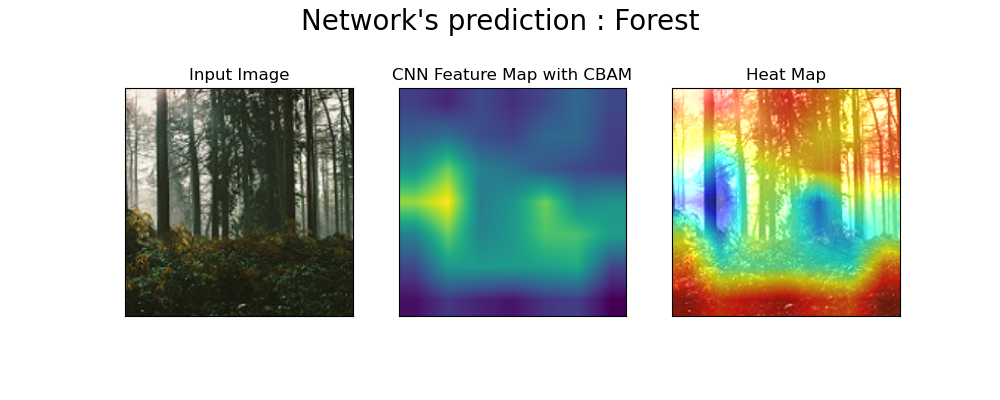 Network's prediction : Forest
Input Image
CNN Feature Map with CBAM
Heat Map